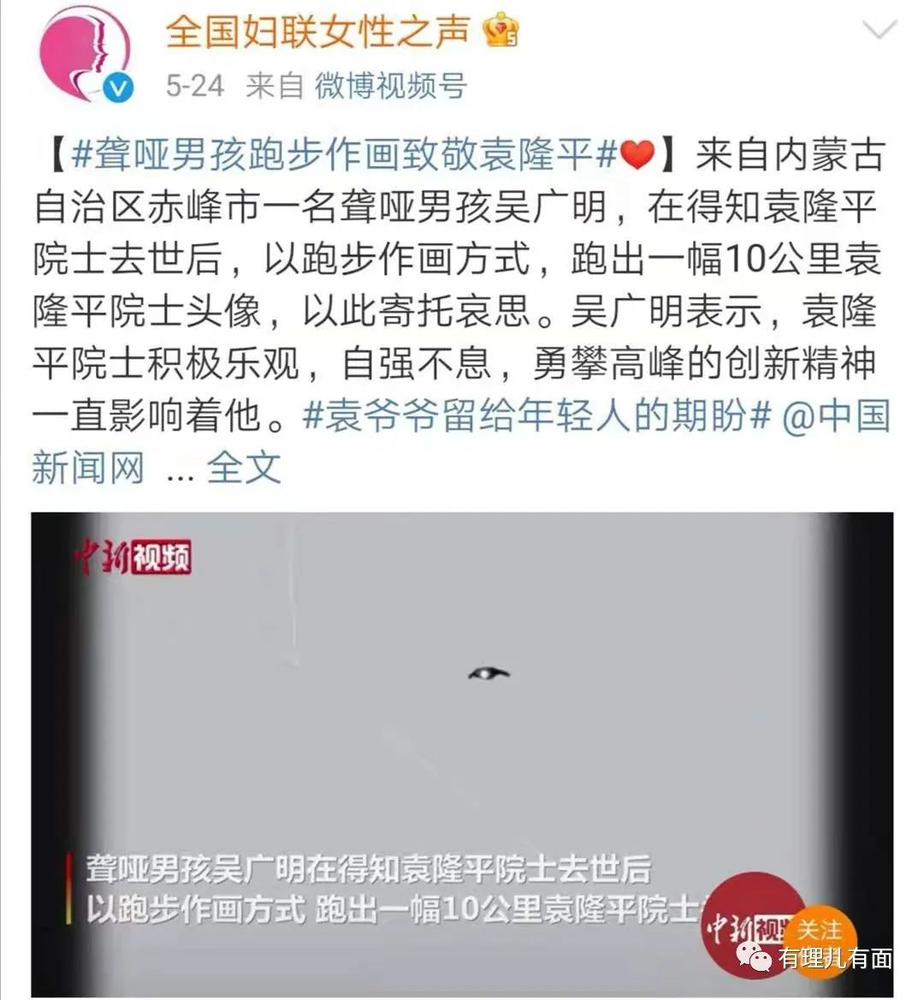 全国妇联女性之声
5-24 来自 微博视频号
【#聋哑男孩跑步作画致敬袁隆平#❤】来自内蒙古
自治区赤峰市一名聋哑男孩吴广明，在得知袁隆平
院士去世后，以跑步作画方式，跑出一幅10公里袁
隆平院士头像，以此寄托哀思。吴广明表示，袁隆
平院士积极乐观，自强不息，勇攀高峰的创新精神
一直影响着他。#袁爷爷留给年轻人的期盼# @中国
新闻网 ... 全文
中新视频
聋哑男孩吴广明在得知袁隆平院士去世后
以跑步作画方式 跑出一幅10公里袁隆平院士
中新视频
关注
有理儿有面